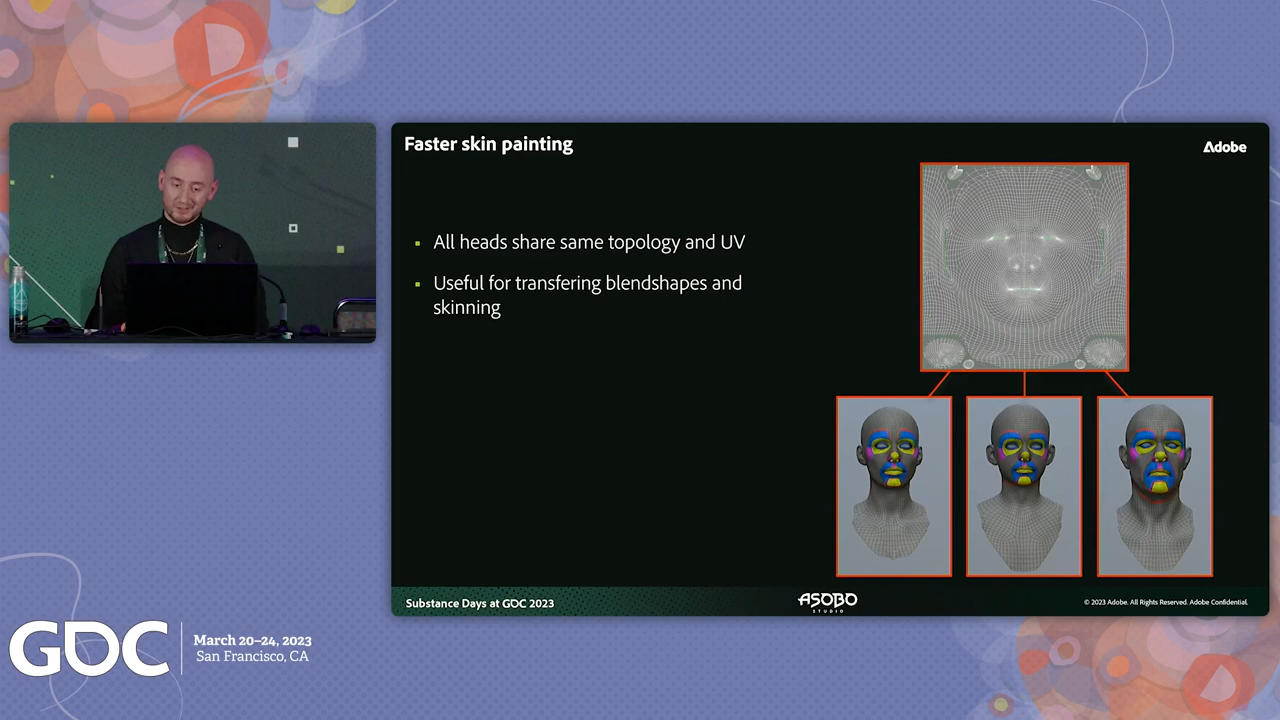 Faster skin painting
Adobe
All heads share same topology and UV
Useful for transfering blendshapes and
skinning
Substance Days at GDC 2023
ASOBO
STUDIO
© 2023 Adobe. All Rights Reserved. Adobe Confidential.
GDC
March 20–24, 2023
San Francisco, CA